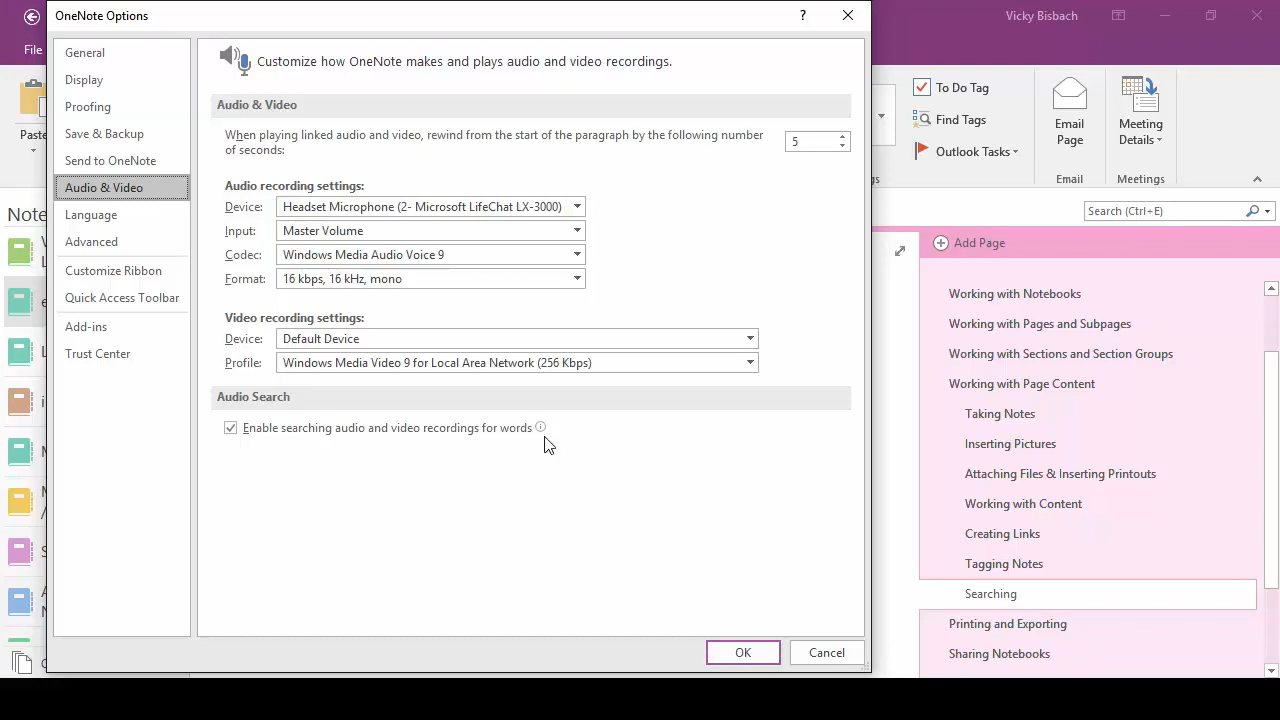 OneNote Options
?
Vicky Bisbach
File
General
Display
Proofing
Save & Backup
Send to OneNote
Audio & Video
Language
Advanced
Customize Ribbon
Quick Access Toolbar
Add-ins
Trust Center
Customize how OneNote makes and plays audio and video recordings.
Audio & Video
When playing linked audio and video, rewind from the start of the paragraph by the following number
of seconds:
5
Audio recording settings:
Device: Headset Microphone (2- Microsoft LifeChat LX-3000)
Input: Master Volume
Codec: Windows Media Audio Voice 9
Format: 16 kbps, 16 kHz, mono
Video recording settings:
Device: Default Device
Profile: Windows Media Video 9 for Local Area Network (256 Kbps)
Audio Search
Enable searching audio and video recordings for words
OK
Cancel
Paste
Note
To Do Tag
Find Tags
Outlook Tasks
Email
Page
Meeting
Details
gs
Email
Meetings
Search (Ctrl+E)
Add Page
Working with Notebooks
Working with Pages and Subpages
Working with Sections and Section Groups
Working with Page Content
Taking Notes
Inserting Pictures
Attaching Files & Inserting Printouts
Working with Content
Creating Links
Tagging Notes
Searching
Printing and Exporting
Sharing Notebooks